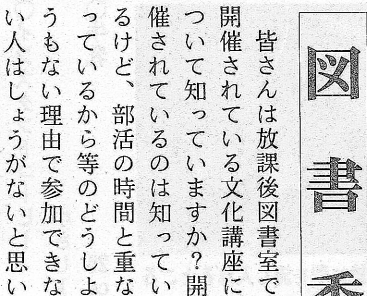 図書委
皆さんは放課後図書室で
開催されている文化講座に
ついて知っていますか？開
催されているのは知ってい
るけど、部活の時間と重な
っているから等のどうしよ
うもない理由で参加できな
い人はしょうがないと思い